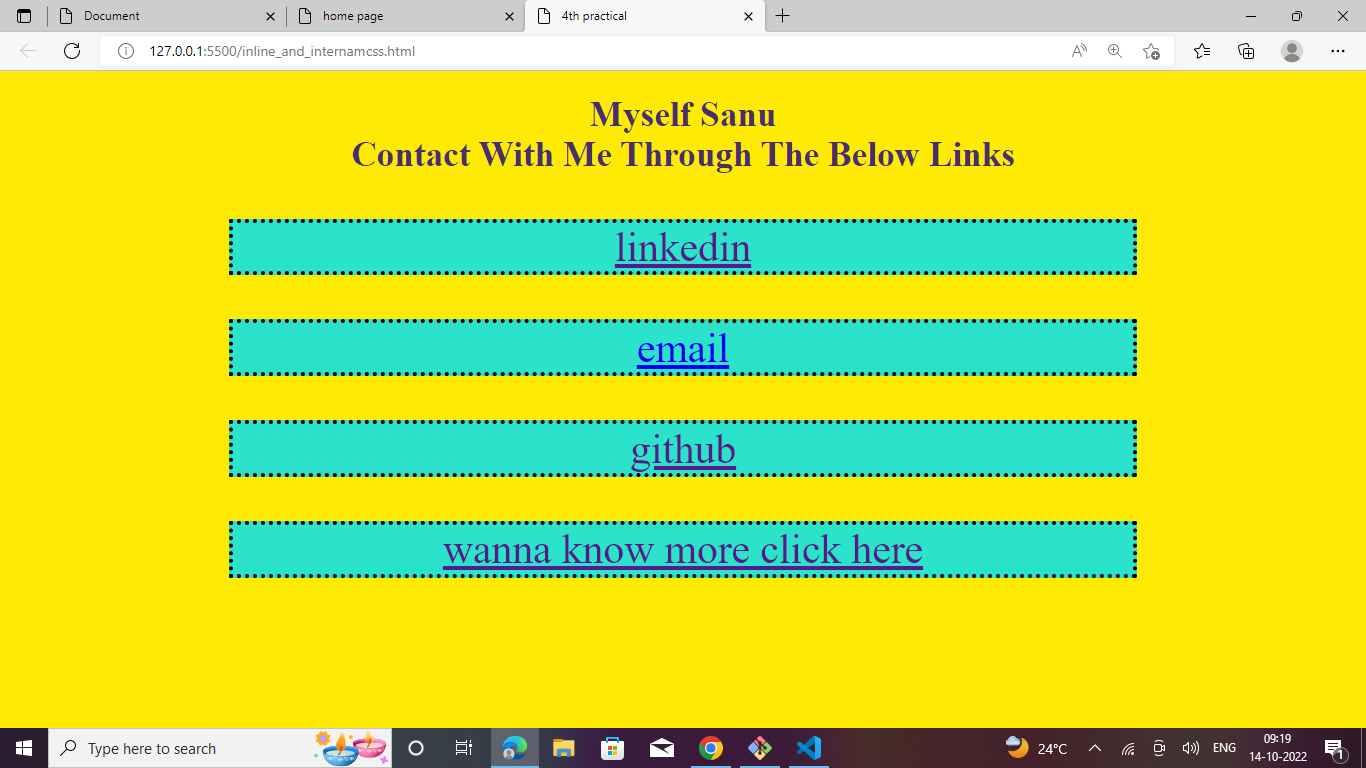 Document
home page
4th practical
127.0.0.1:5500/inline_and_internamcss.html
Myself Sanu
Contact With Me Through The Below Links
linkedin
email
github
wanna know more click here
Type here to search
24°C
ENG
09:19
14-10-2022
1